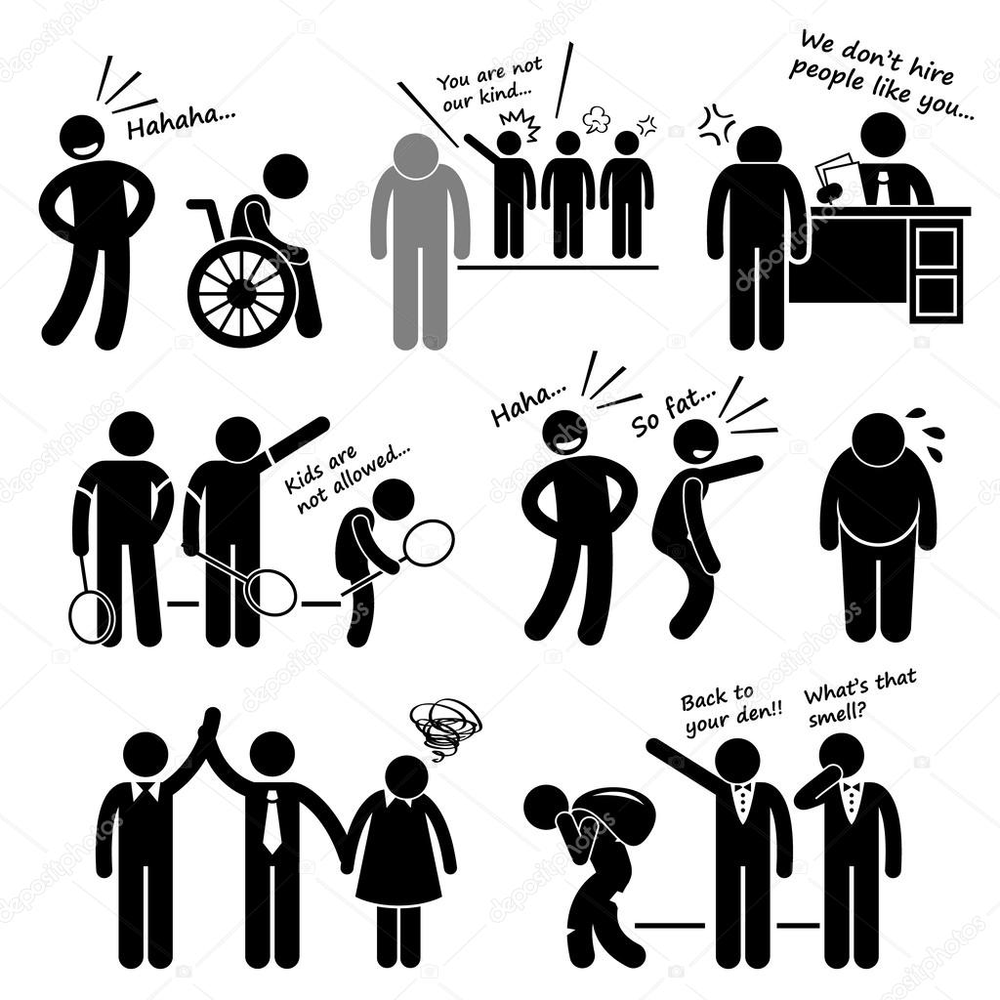 Hahaha...
You are not
our kind...
We don't hire
people like you...
Kids are
not allowed...
Haha...
So fat...
Back to
your den!!
What's that
smell?
depositphotos